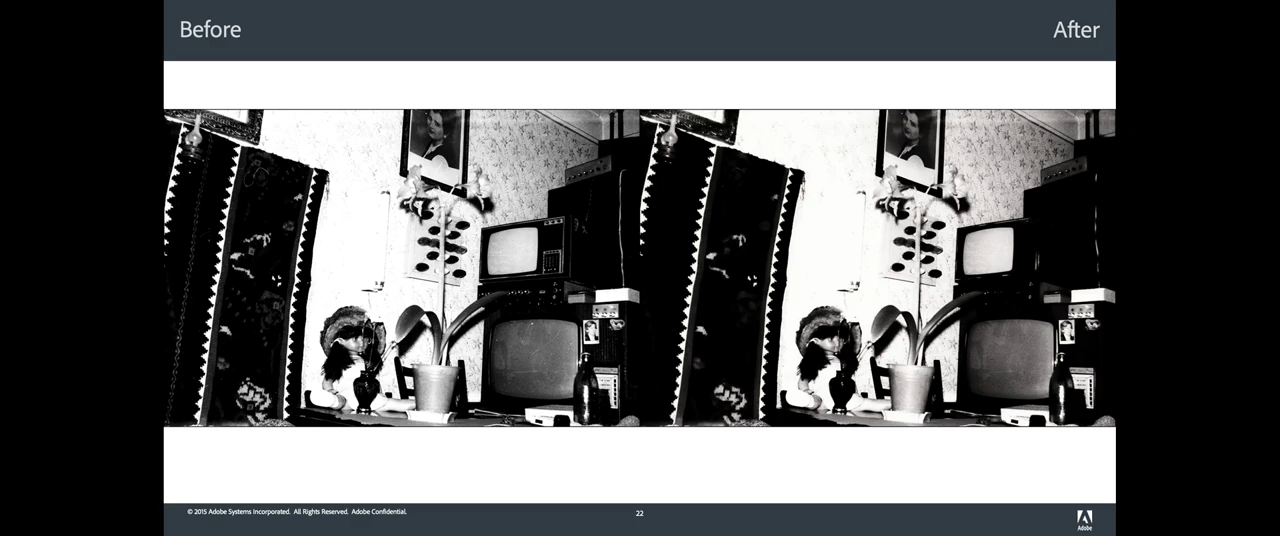 Before
After
© 2015 Adobe Systems Incorporated. All Rights Reserved. Adobe Confidential.
22
Adobe